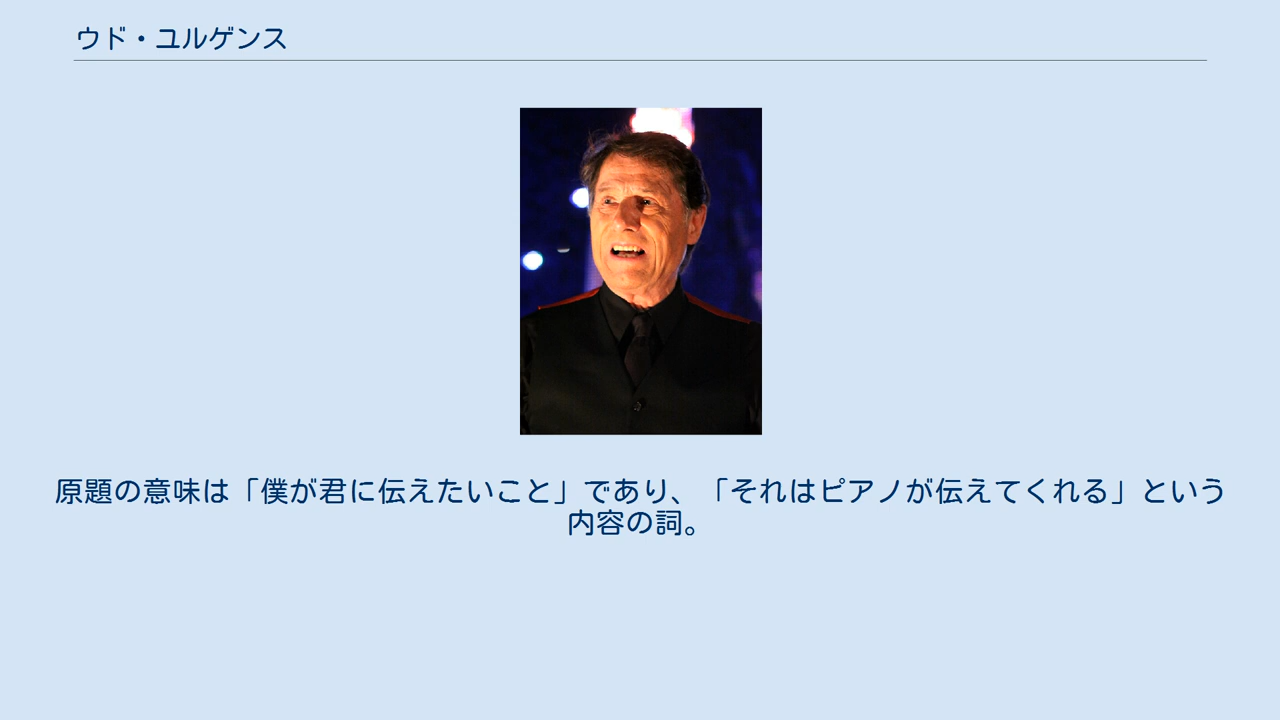 ウド・ユルゲンス
原題の意味は「僕が君に伝えたいこと」であり、「それはピアノが伝えてくれる」という
内容の詞。